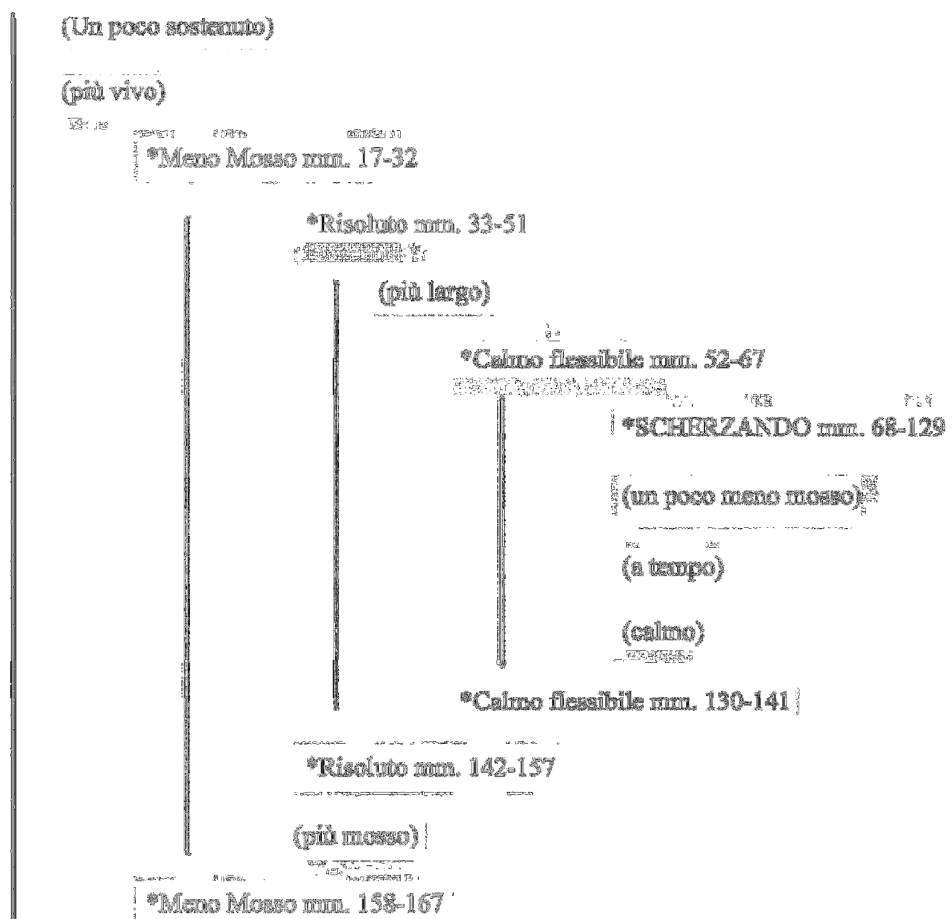 (Un poco sostenuto)
(più vivo)
*Meno Mosso mm. 17-32
*Risoluto mm. 33-51
(più largo)
*Calmo flessibile mm. 52-67
*SCHERZANDO mm. 68-129
(un poco meno mosso)
(a tempo)
(calmo)
*Calmo flessibile mm. 130-141
*Risoluto mm. 142-157
(più mosso)
*Meno Mosso mm. 158-167